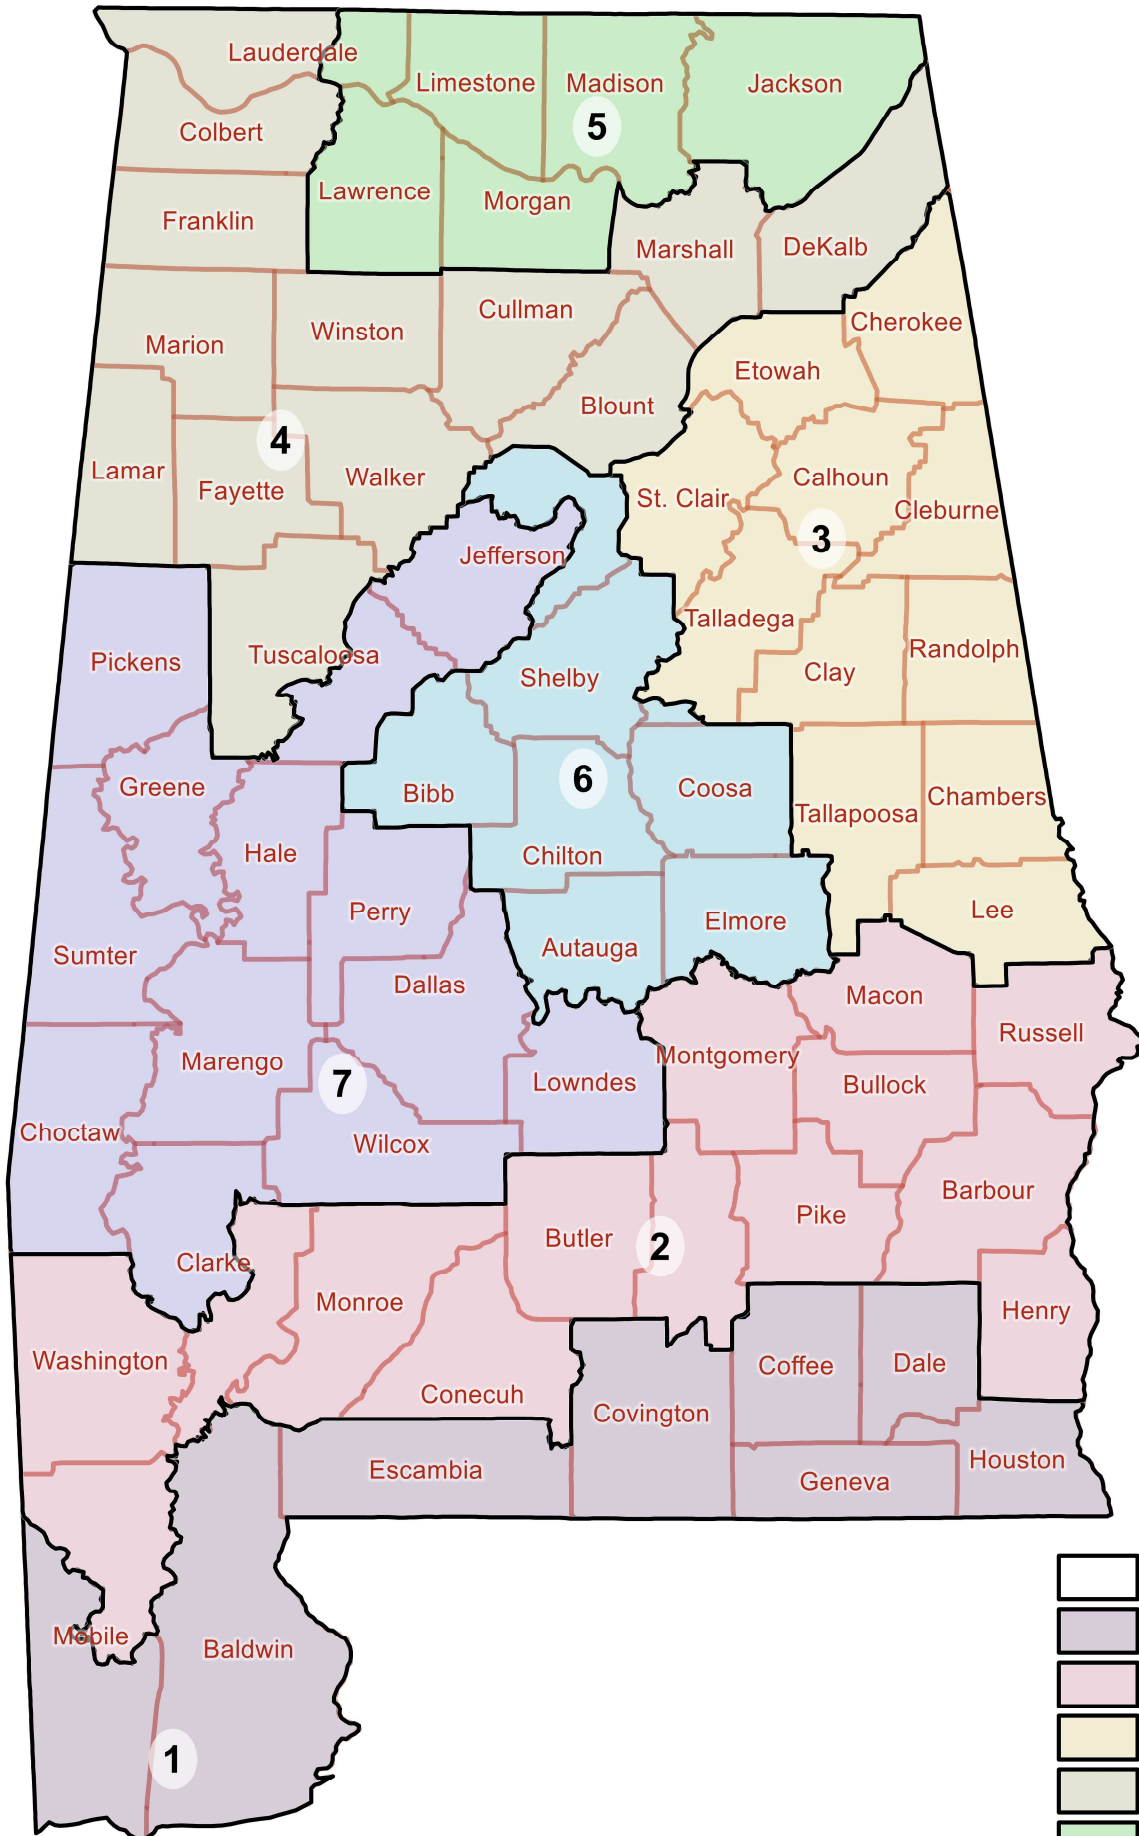 Lauderdale
Limestone
Madison
Jackson
5
Colbert
Lawrence
Morgan
Franklin
Marshall
DeKalb
Cullman
Winston
Marion
Cherokee
Etowah
Blount
4
Lamar
Fayette
Walker
St. Clair
Calhoun
Cleburne
3
Jefferson
Talladega
Pickens
Tuscaloosa
Shelby
Clay
Randolph
Greene
Bibb
6
Coosa
Tallapoosa
Chambers
Hale
Chilton
Perry
Lee
Sumter
Autauga
Elmore
Dallas
Macon
Russell
Marengo
7
Lowndes
Montgomery
Bullock
Choctaw
Wilcox
Barbour
Clarke
Butler
2
Pike
Monroe
Henry
Washington
Conecuh
Coffee
Dale
Covington
Escambia
Geneva
Houston
Mobile
Baldwin
1